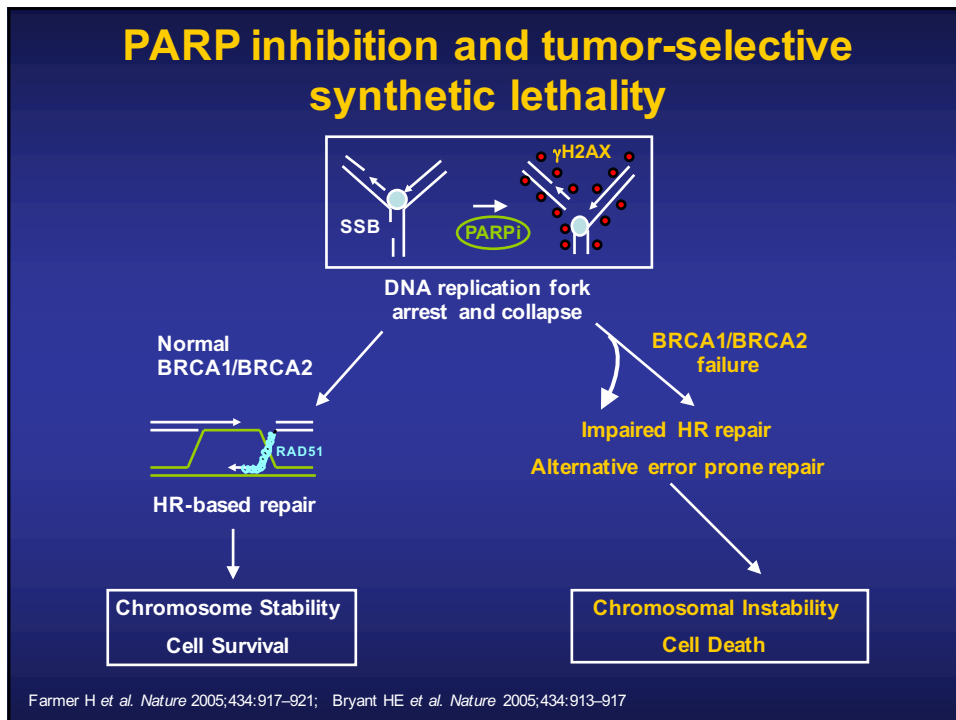 PARP inhibition and tumor-selective
synthetic lethality
γH2AX
SSB
PARPi
DNA replication fork
arrest and collapse
Normal
BRCA1/BRCA2
BRCA1/BRCA2
failure
RAD51
HR-based repair
Impaired HR repair
Alternative error prone repair
Chromosome Stability
Cell Survival
Chromosomal Instability
Cell Death
Farmer H et al. Nature 2005;434:917–921; Bryant HE et al. Nature 2005;434:913–917